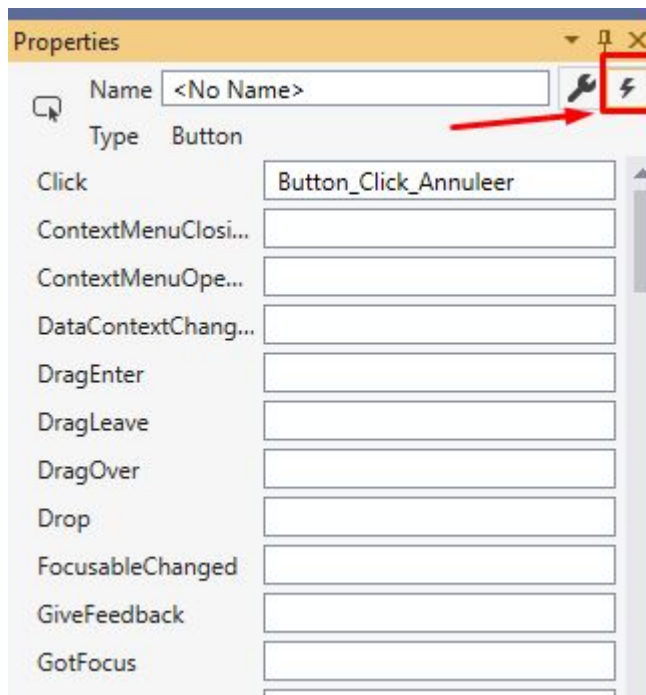 Properties
Name <No Name>
Type Button
Click Button_Click_Annuleer
ContextMenuClosi...
ContextMenuOpe...
DataContextChang...
DragEnter
DragLeave
DragOver
Drop
FocusableChanged
GiveFeedback
GotFocus